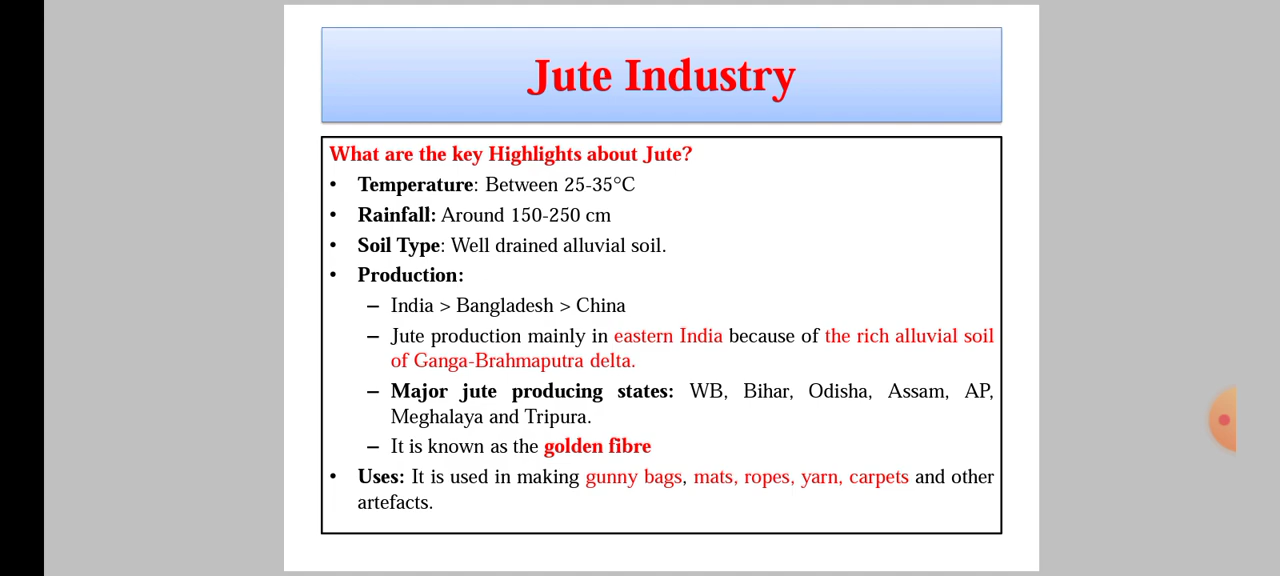 Jute Industry
What are the key Highlights about Jute?
• Temperature: Between 25-35°C
• Rainfall: Around 150-250 cm
• Soil Type: Well drained alluvial soil.
• Production:
– India > Bangladesh > China
– Jute production mainly in eastern India because of the rich alluvial soil
of Ganga-Brahmaputra delta.
– Major jute producing states: WB, Bihar, Odisha, Assam, AP,
Meghalaya and Tripura.
– It is known as the golden fibre
• Uses: It is used in making gunny bags, mats, ropes, yarn, carpets and other
artefacts.